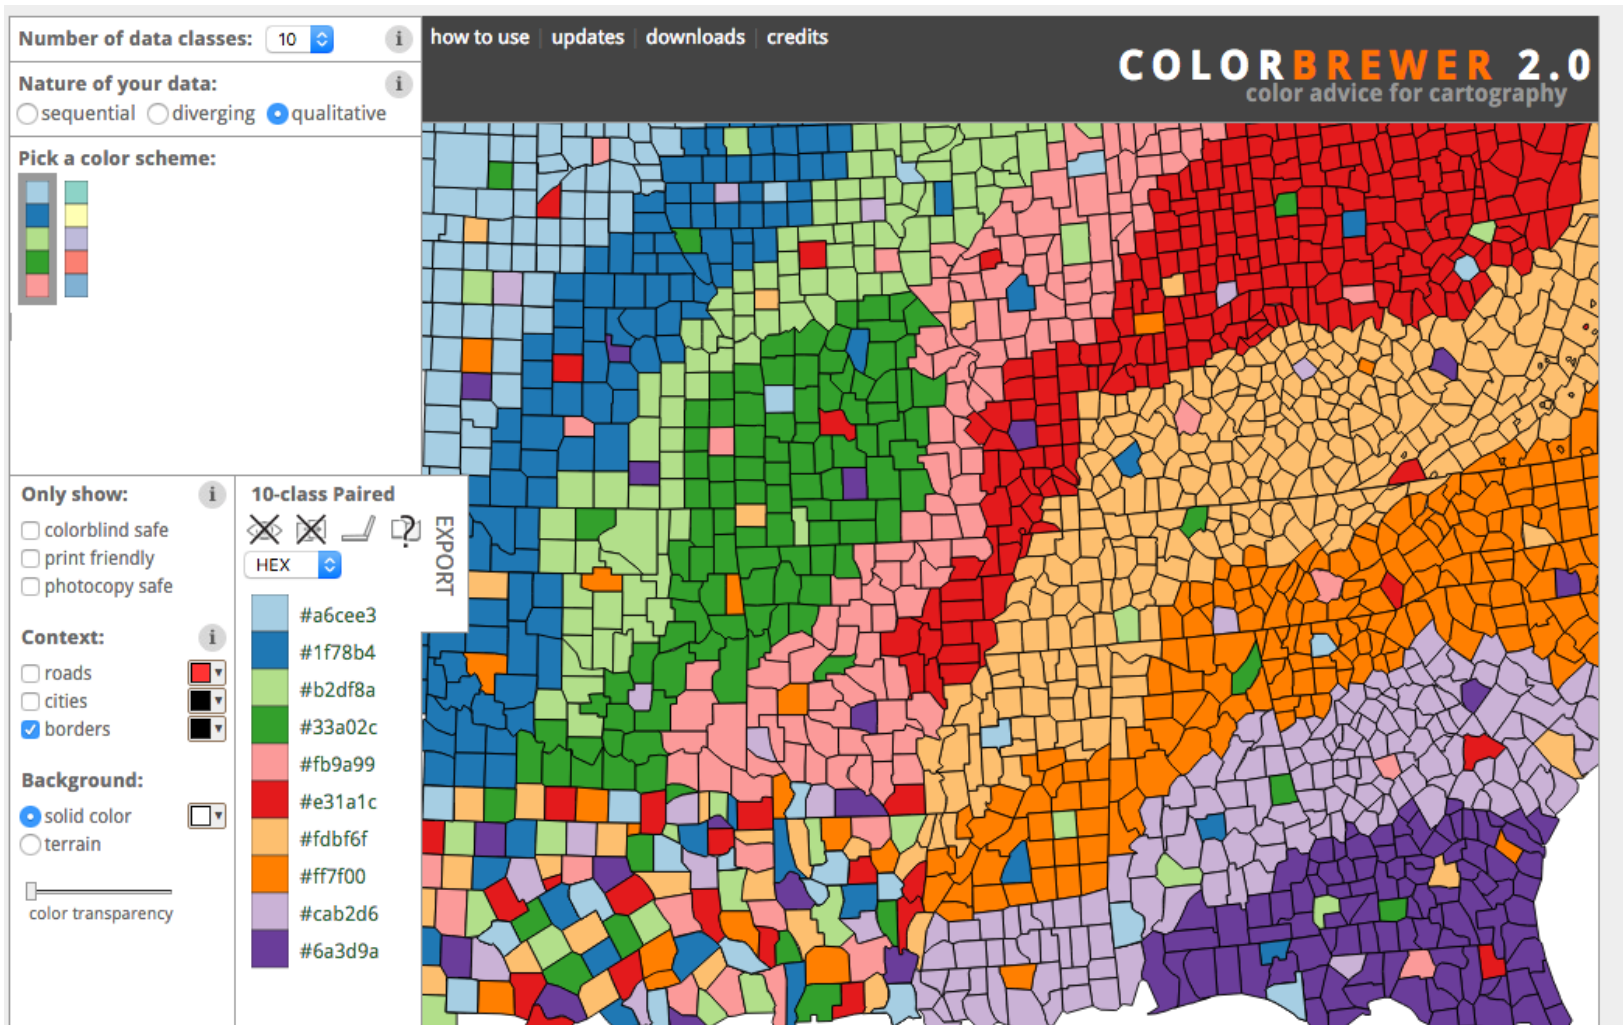 Number of data classes: 10 i
how to use | updates | downloads | credits
COLORBREWER 2.0
color advice for cartography
Nature of your data: i
sequential diverging qualitative
Pick a color scheme:
Only show: i
colorblind safe
print friendly
photocopy safe
Context: i
roads
cities
borders
Background:
solid color
terrain
color transparency
10-class Paired
EXPORT
HEX
#a6cee3
#1f78b4
#b2df8a
#33a02c
#fb9a99
#e31a1c
#fdbf6f
#ff7f00
#cab2d6
#6a3d9a